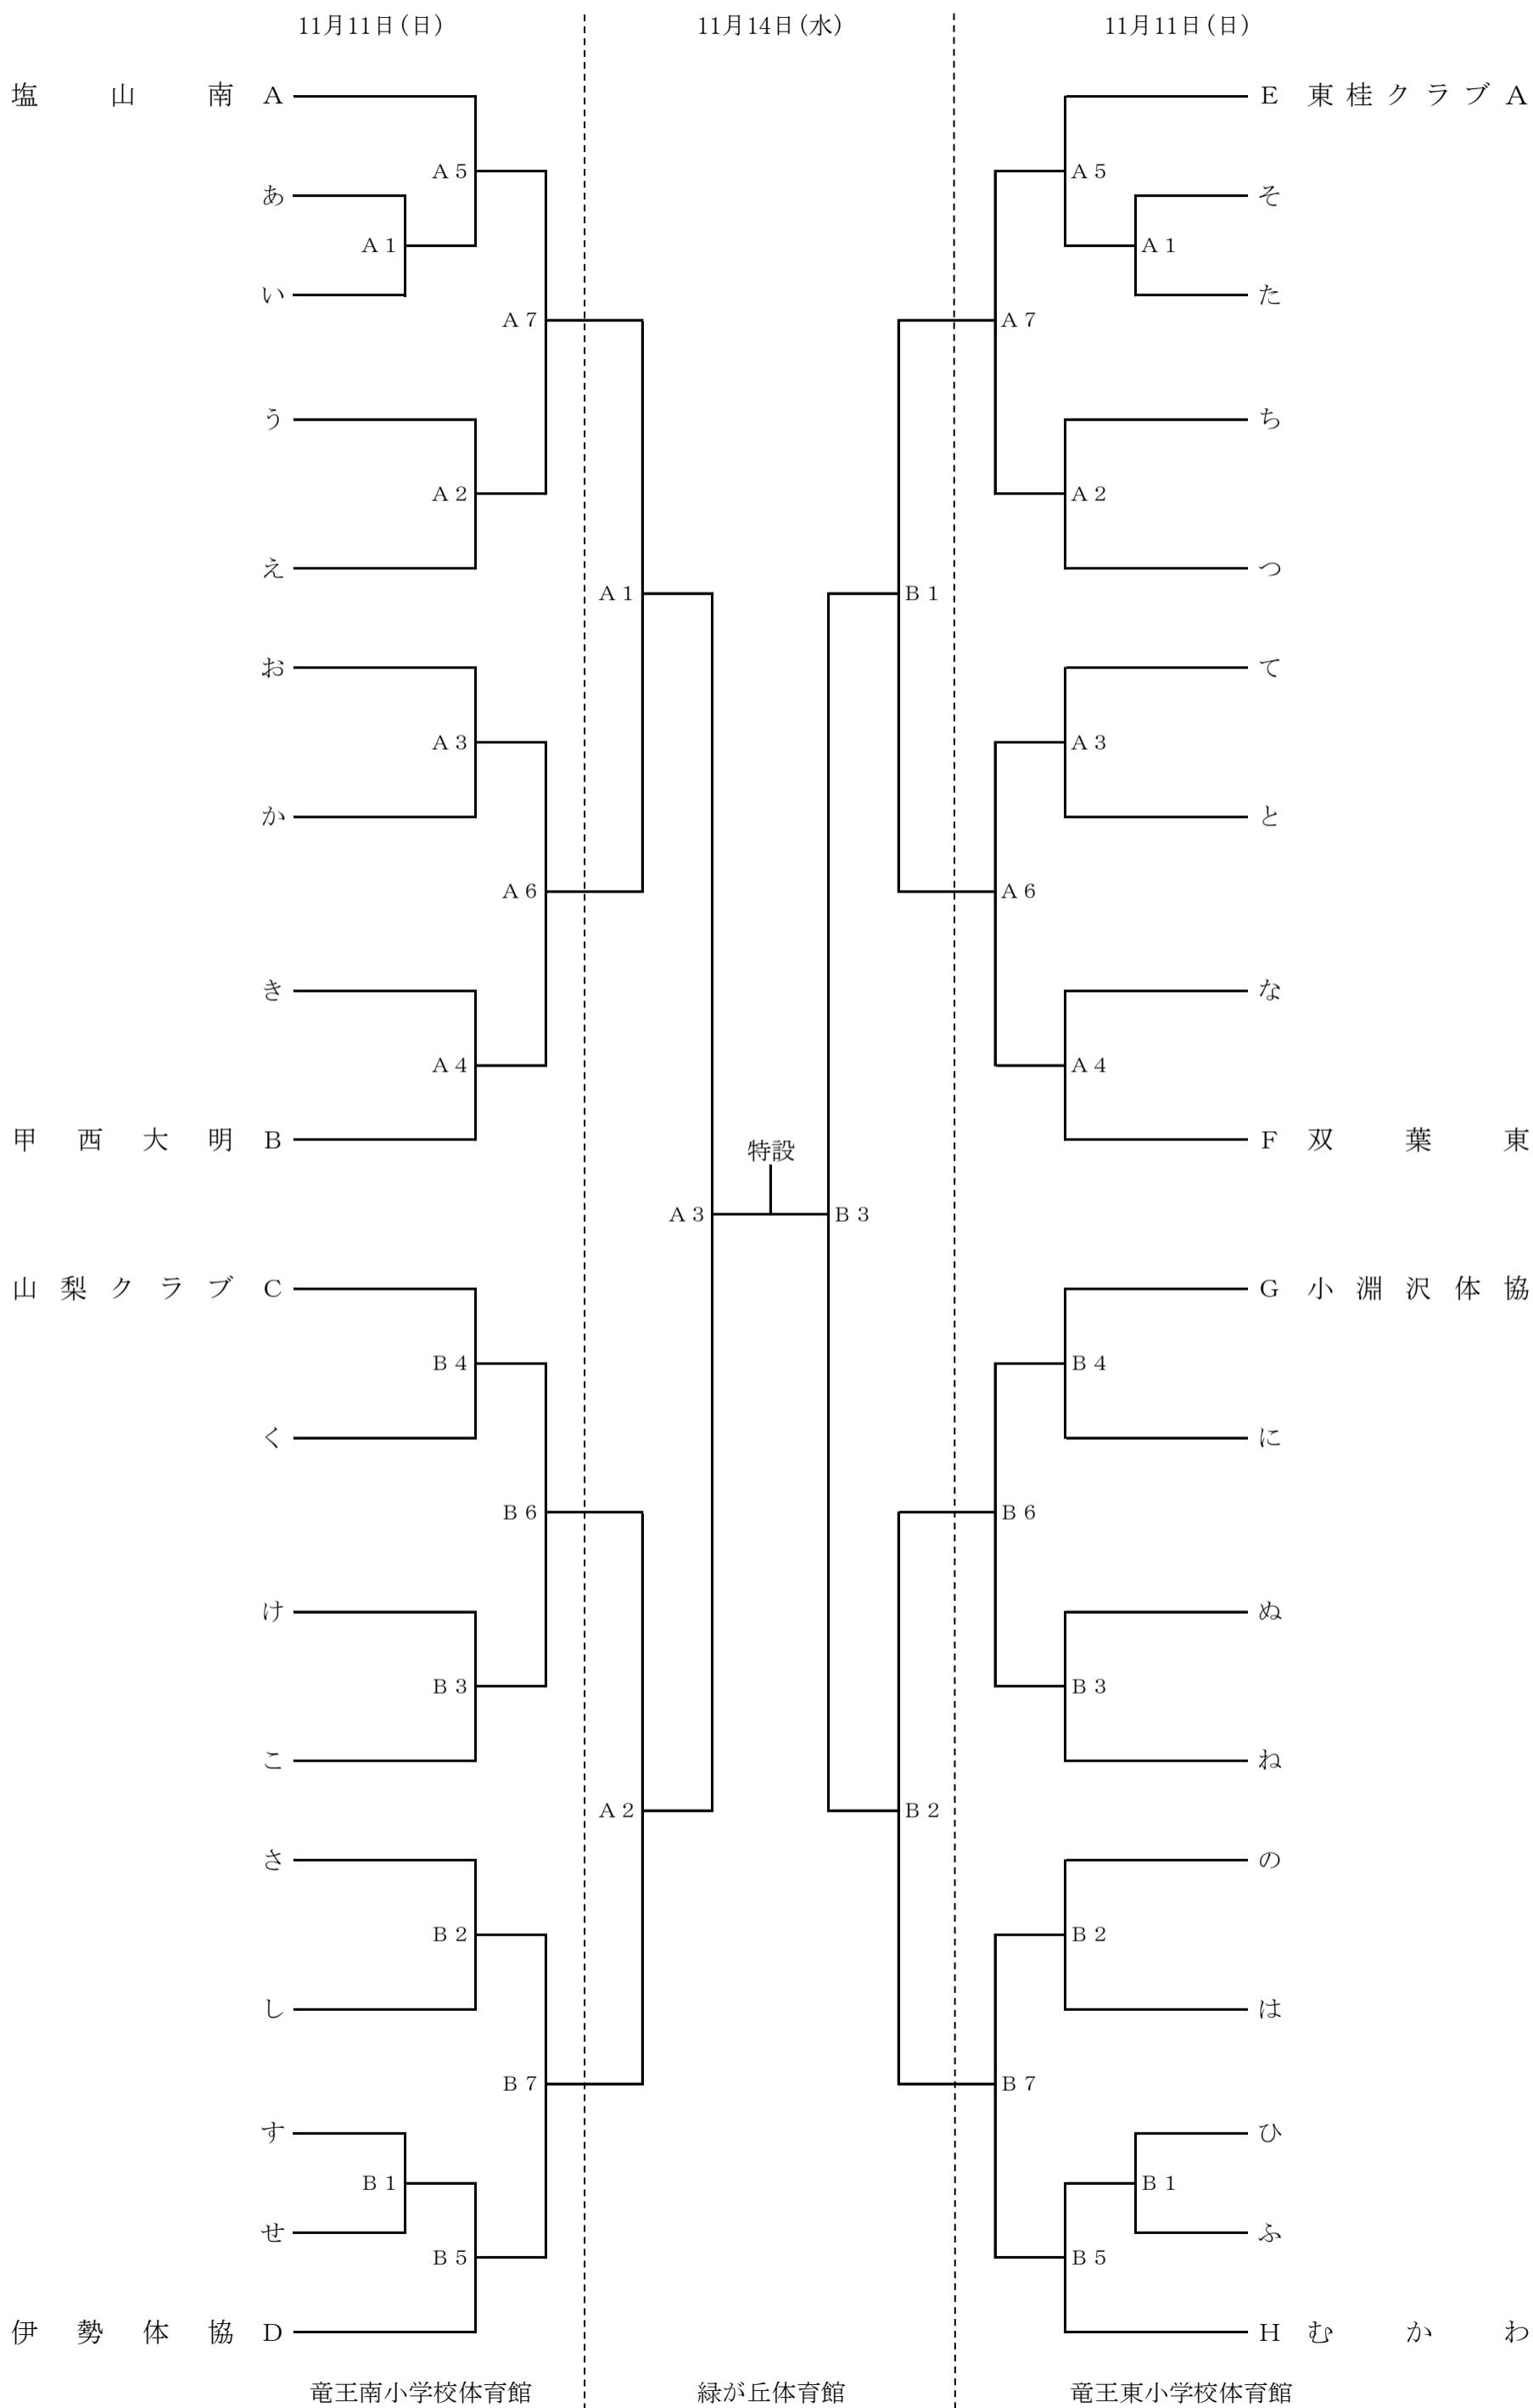 11月11日(日) 11月14日(水) 11月11日(日)
塩山南 A E 東桂クラブA
A5 A5
あ そ
A1 A1
い た
A7 A7
う ち
A2 A2
え つ
A1 B1
お て
A3 A3
か と
A6 A6
き な
A4 A4
甲西大明 B 特設 F 双葉東
A3 B3
山梨クラブ C G 小淵沢体協
B4 B4
く に
B6 B6
け ぬ
B3 B3
こ ね
A2 B2
さ の
B2 B2
し は
B7 B7
す ひ
B1 B1
せ ふ
B5 B5
伊勢体協 D H むかわ
竜王南小学校体育館 緑が丘体育館 竜王東小学校体育館